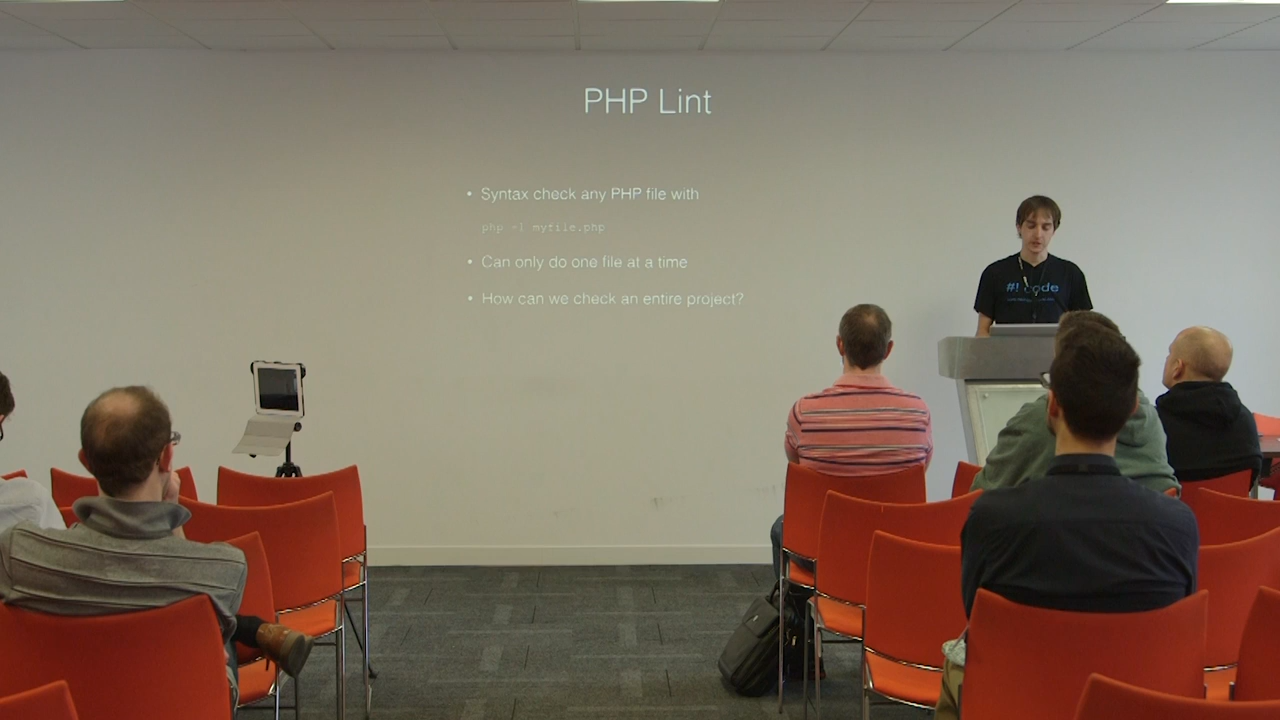 PHP Lint
• Syntax check any PHP file with
php -l myfile.php
• Can only do one file at a time
• How can we check an entire project?
#! code